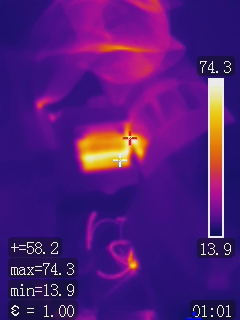 74.3
13.9
+=58.2
max=74.3
min=13.9
ε = 1.00
01:01